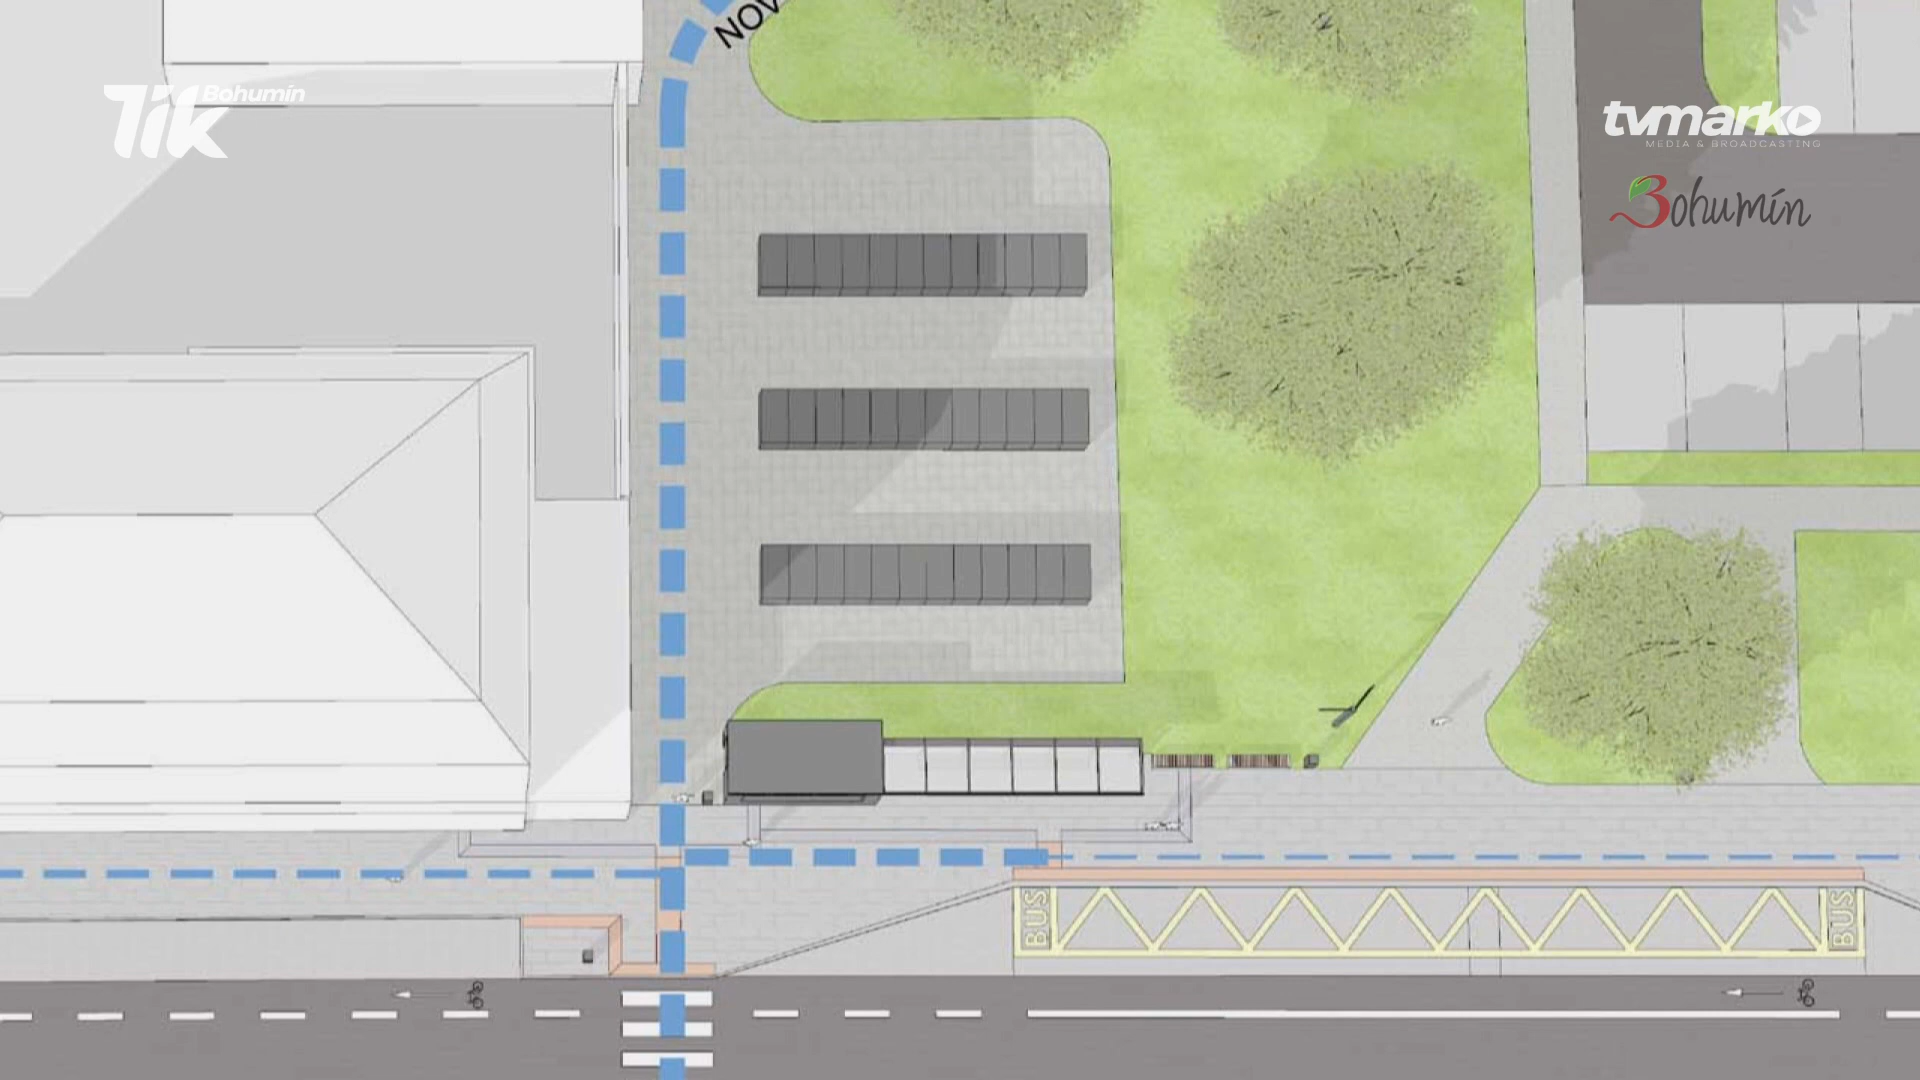 NOV
Tik Bohumín
tvmarko
MEDIA & BROADCASTING
Bohumín
BUS
BUS